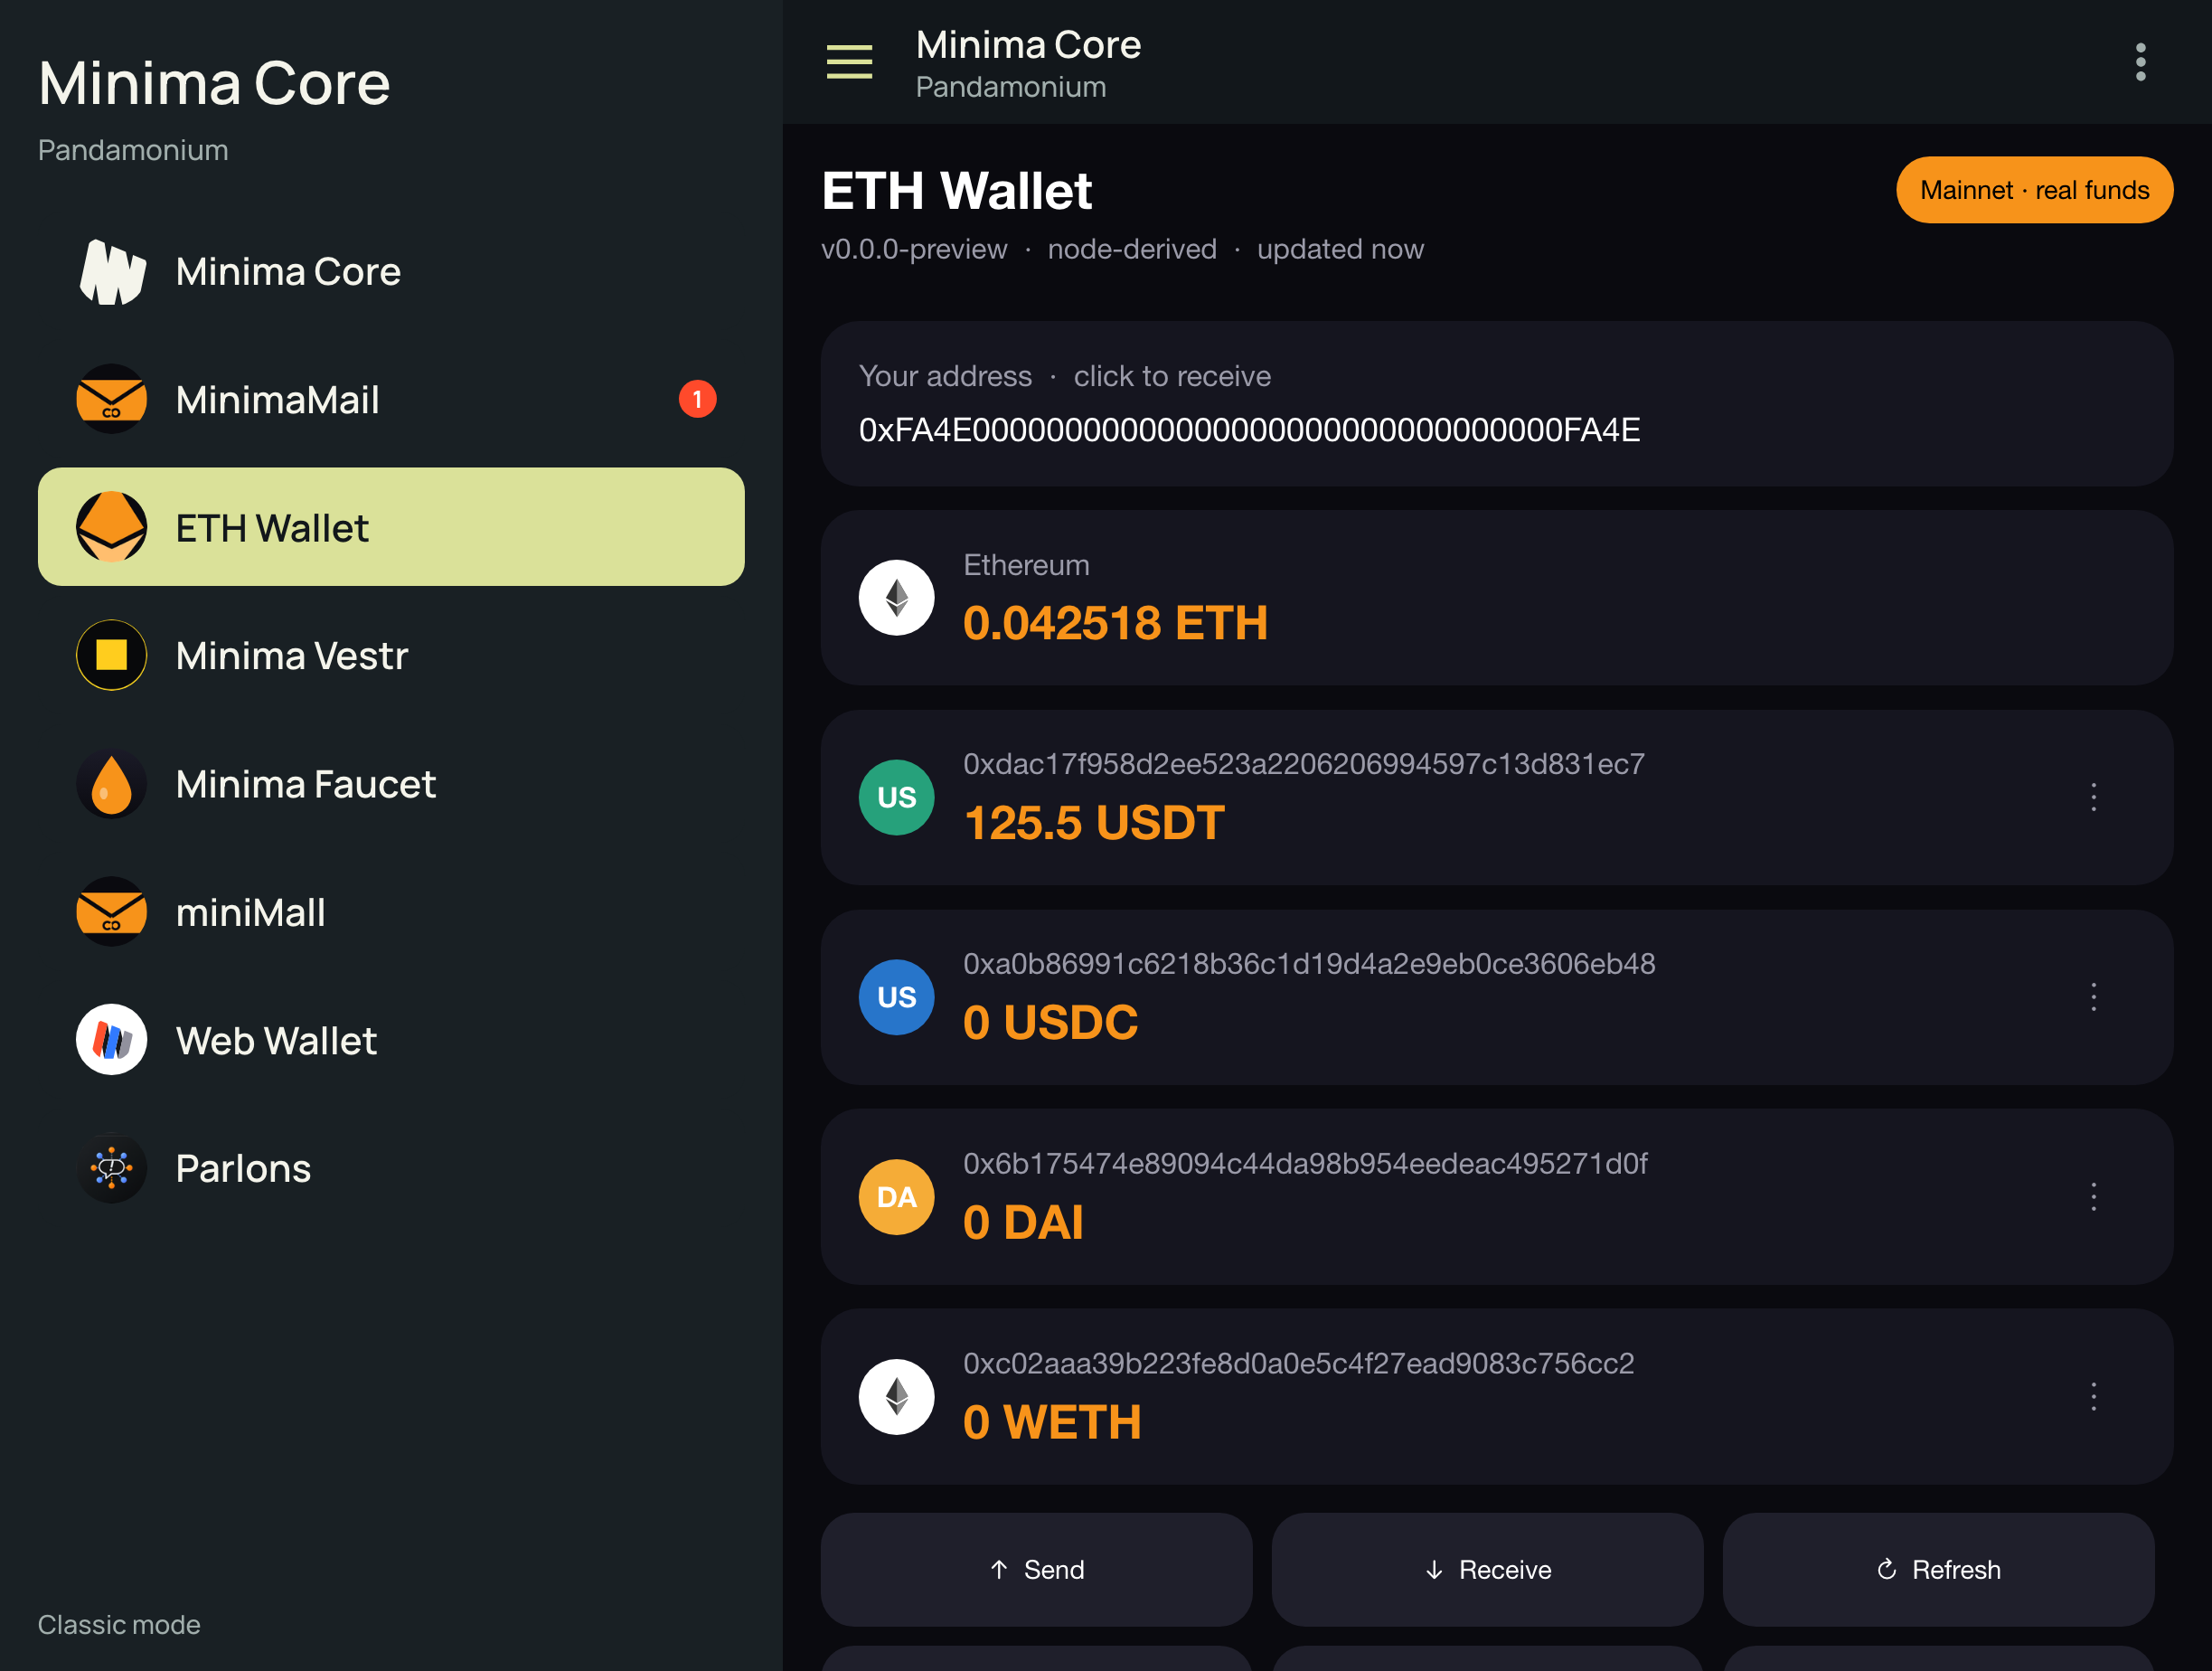 Minima Core
Pandamonium
Minima Core
MinimaMail
1
ETH Wallet
Minima Vestr
Minima Faucet
miniMall
Web Wallet
Parlons
Classic mode
Minima Core
Pandamonium
ETH Wallet
Mainnet · real funds
v0.0.0-preview · node-derived · updated now
Your address · click to receive
0xFA4E00000000000000000000000000000000FA4E
Ethereum
0.042518 ETH
US
0xdac17f958d2ee523a2206206994597c13d831ec7
125.5 USDT
US
0xa0b86991c6218b36c1d19d4a2e9eb0ce3606eb48
0 USDC
DA
0x6b175474e89094c44da98b954eedeac495271d0f
0 DAI
0xc02aaa39b223fe8d0a0e5c4f27ead9083c756cc2
0 WETH
Send
Receive
Refresh